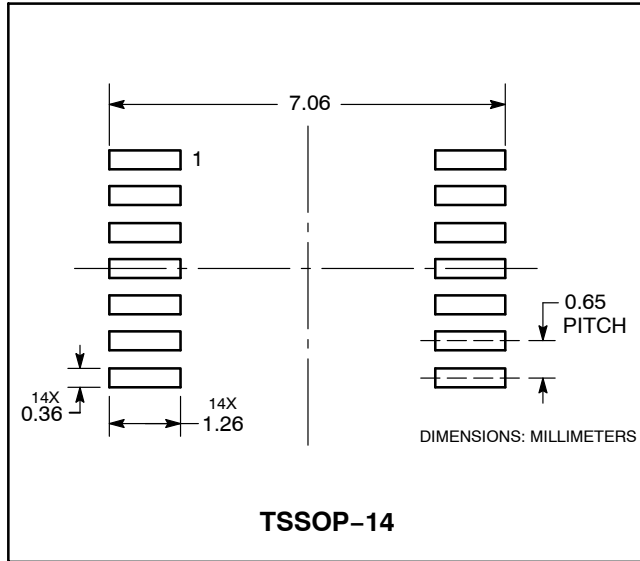 7.06
1
0.65
PITCH
14X
0.36
14X
1.26
DIMENSIONS: MILLIMETERS
TSSOP−14